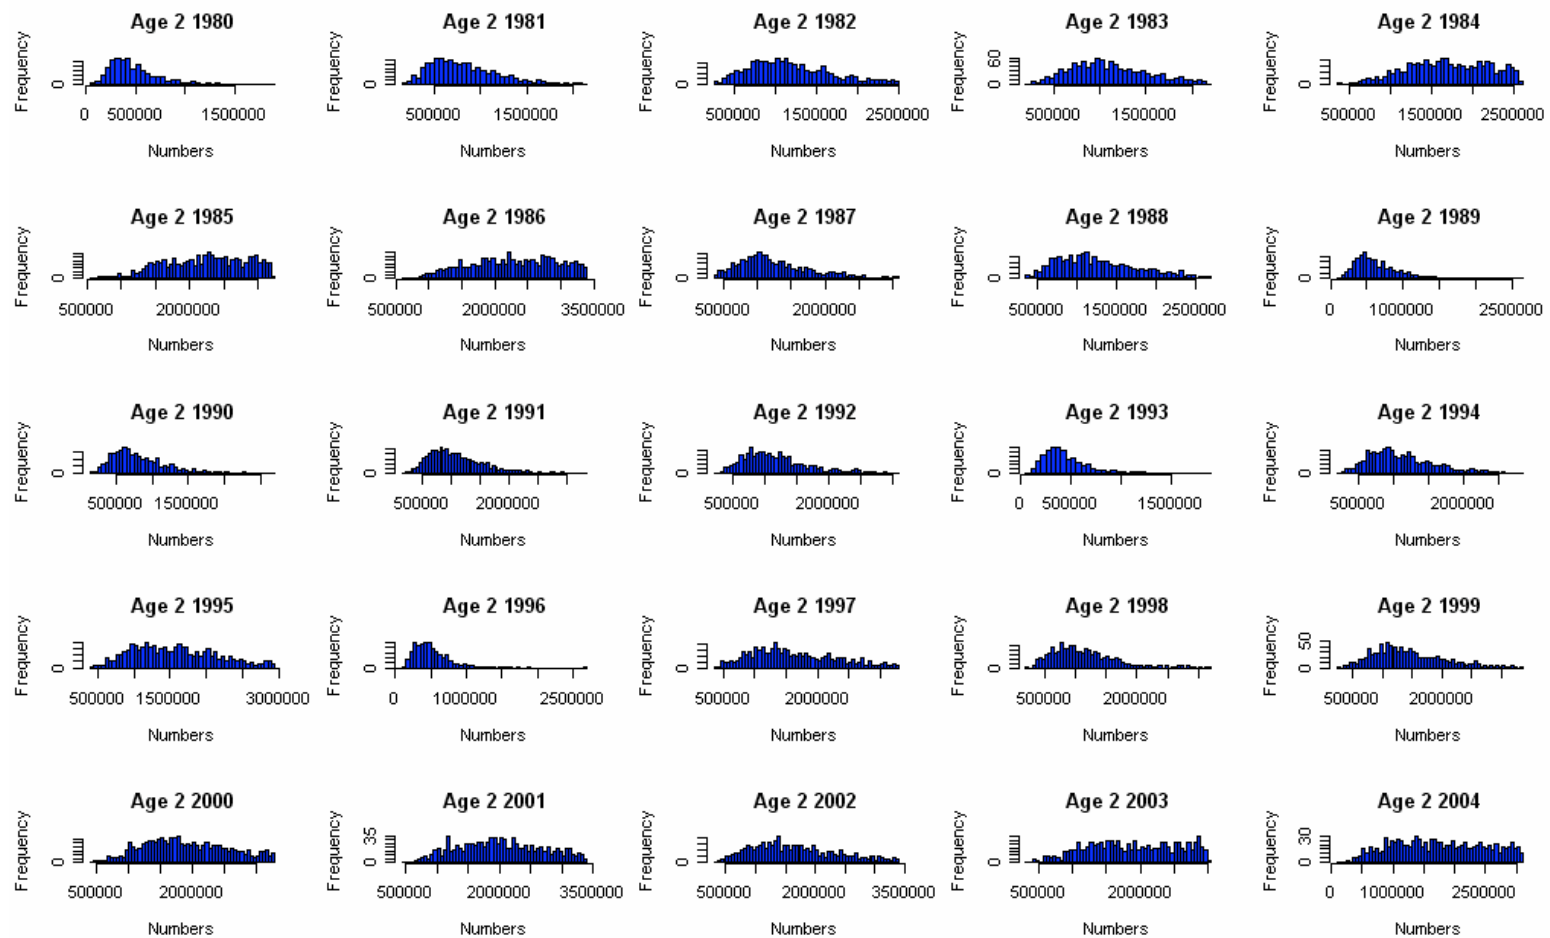 Age 2 1980
Frequency
0
0 500000 1500000
Numbers
Age 2 1981
Frequency
0
500000 1500000
Numbers
Age 2 1982
Frequency
0
500000 1500000 2500000
Numbers
Age 2 1983
Frequency
60
0
500000 1500000
Numbers
Age 2 1984
Frequency
0
500000 1500000 2500000
Numbers
Age 2 1985
Frequency
0
500000 2000000
Numbers
Age 2 1986
Frequency
0
500000 2000000 3500000
Numbers
Age 2 1987
Frequency
0
500000 2000000
Numbers
Age 2 1988
Frequency
0
500000 1500000 2500000
Numbers
Age 2 1989
Frequency
0
0 1000000 2500000
Numbers
Age 2 1990
Frequency
0
500000 1500000
Numbers
Age 2 1991
Frequency
0
500000 2000000
Numbers
Age 2 1992
Frequency
0
500000 2000000
Numbers
Age 2 1993
Frequency
0
0 500000 1500000
Numbers
Age 2 1994
Frequency
0
500000 2000000
Numbers
Age 2 1995
Frequency
0
500000 1500000 3000000
Numbers
Age 2 1996
Frequency
0
0 1000000 2500000
Numbers
Age 2 1997
Frequency
0
500000 2000000
Numbers
Age 2 1998
Frequency
0
500000 2000000
Numbers
Age 2 1999
Frequency
50
0
500000 2000000
Numbers
Age 2 2000
Frequency
0
500000 2000000
Numbers
Age 2 2001
Frequency
35
0
500000 2000000 3500000
Numbers
Age 2 2002
Frequency
0
500000 2000000 3500000
Numbers
Age 2 2003
Frequency
0
500000 2000000
Numbers
Age 2 2004
Frequency
30
0
0 1000000 2500000
Numbers